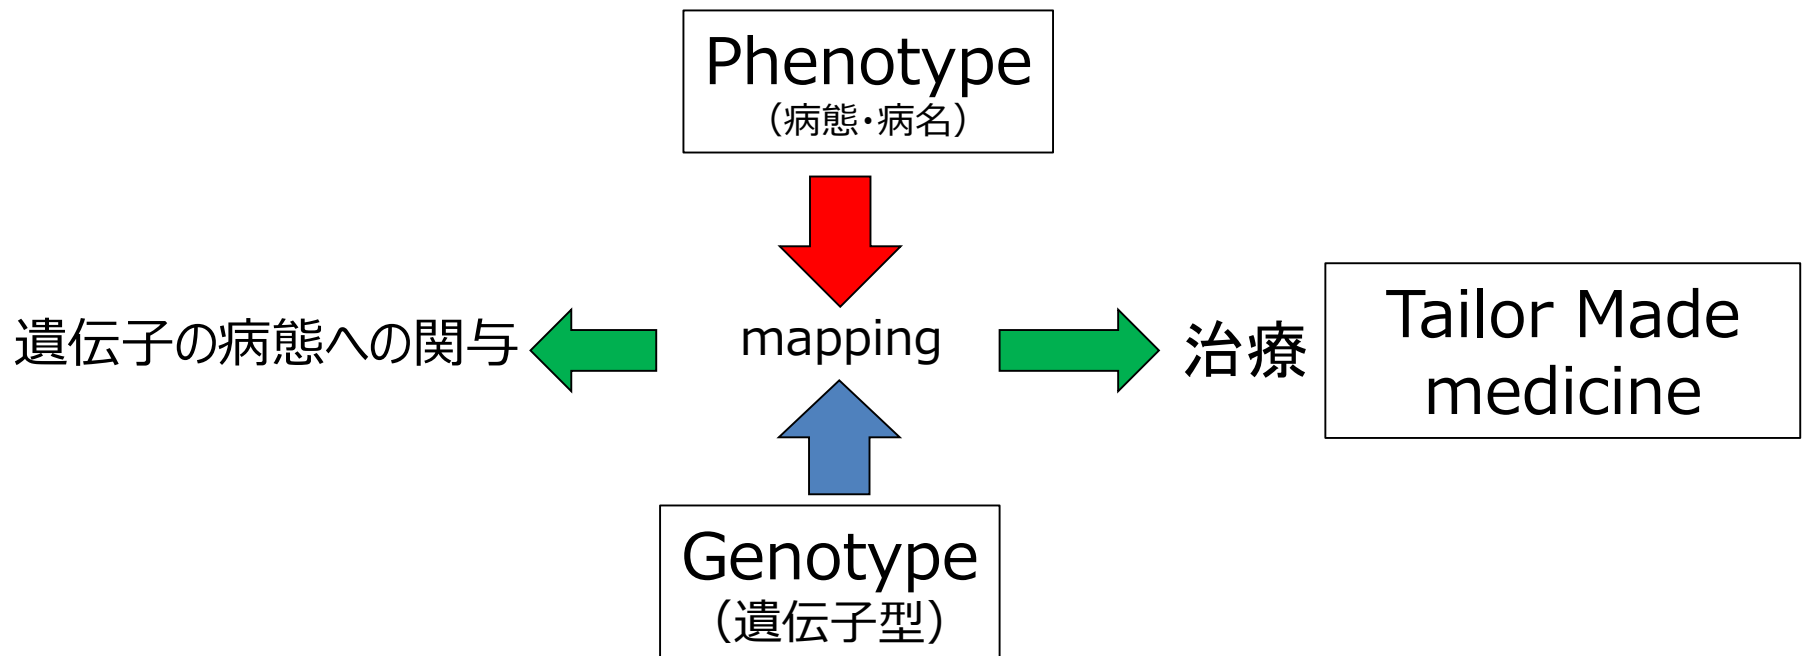 Phenotype
（病態・病名）
遺伝子の病態への関与
mapping
治療
Tailor Made
medicine
Genotype
（遺伝子型）